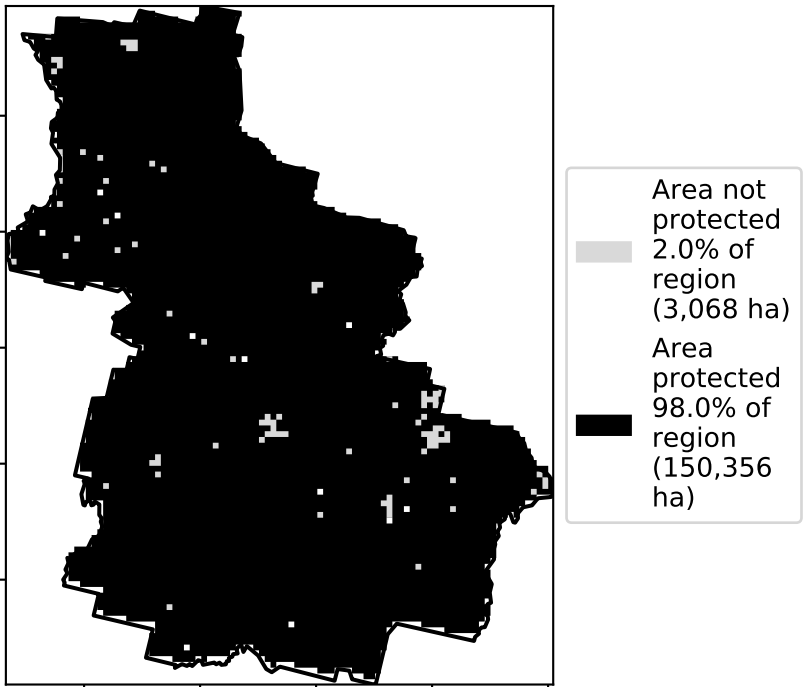 Area not
protected
2.0% of
region
(3,068 ha)
Area
protected
98.0% of
region
(150,356
ha)